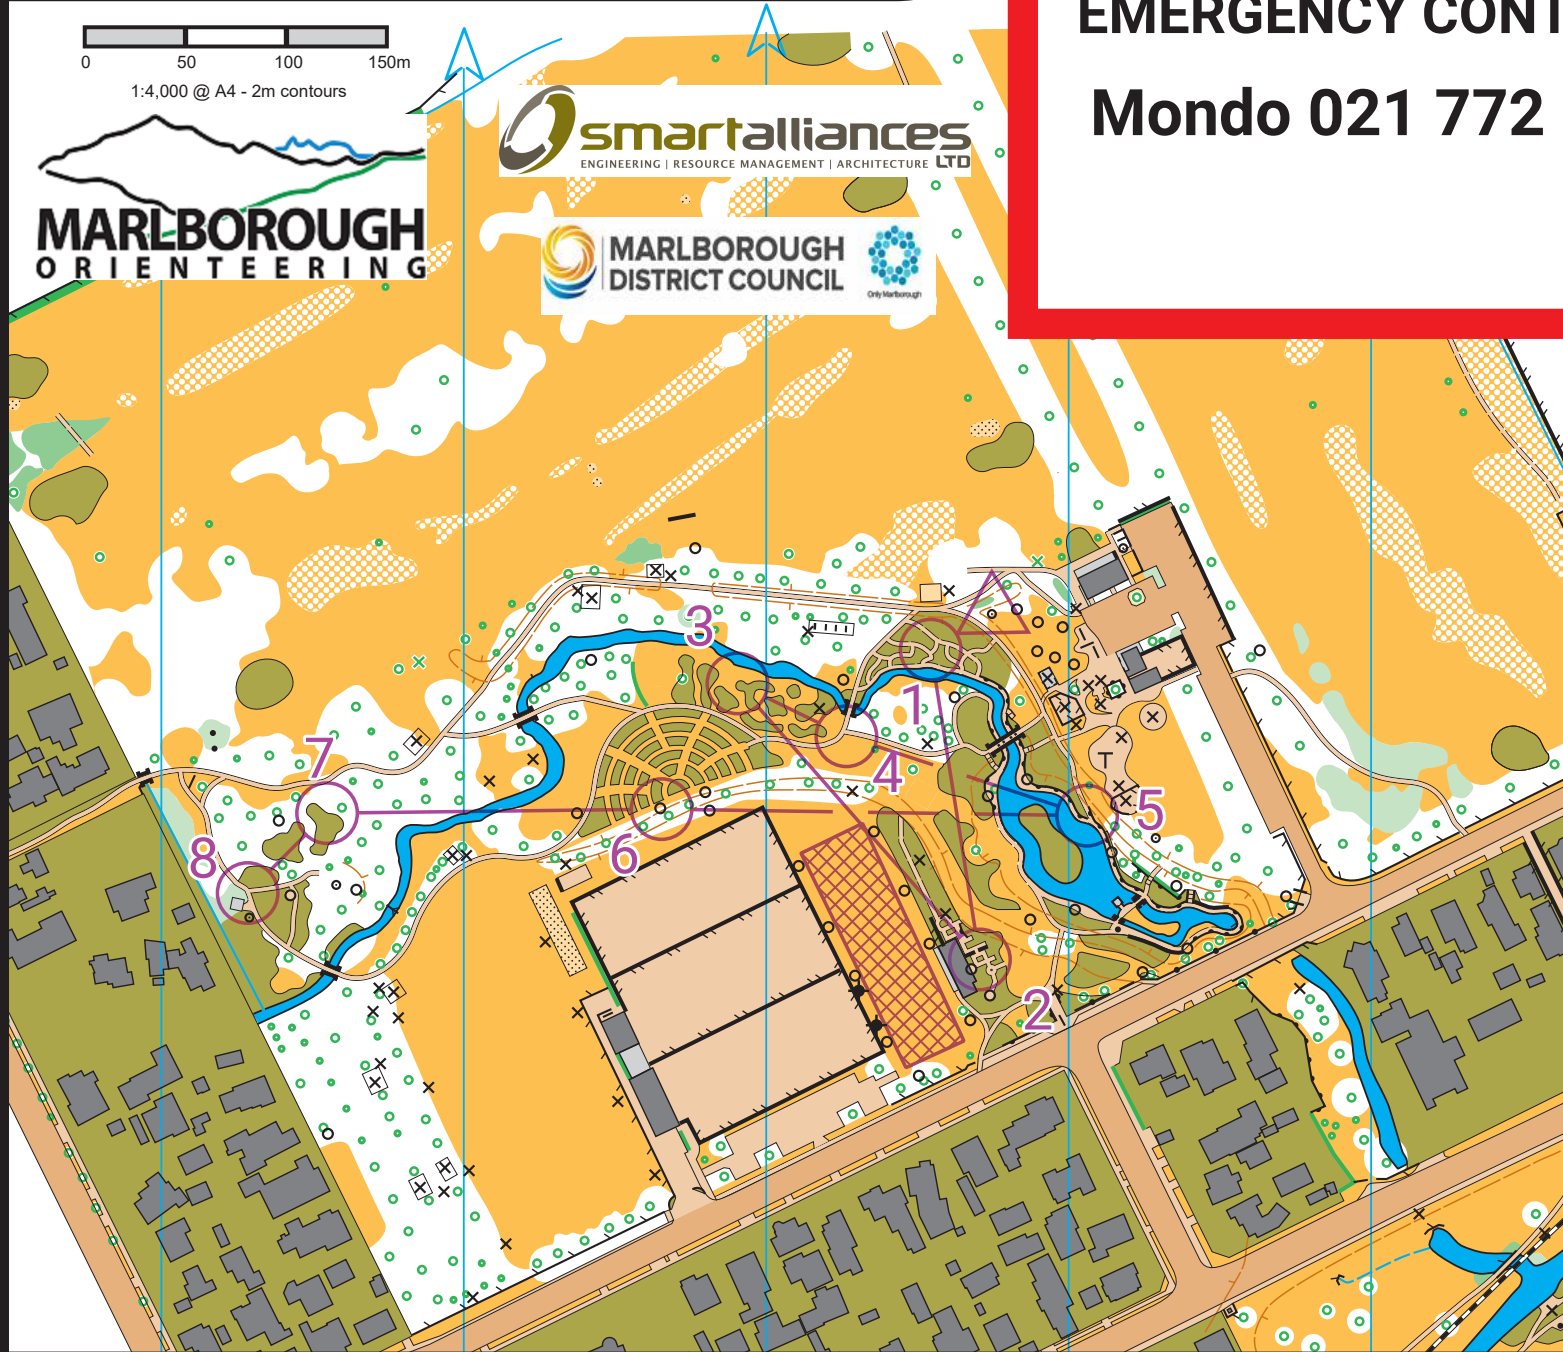 EMERGENCY CONT
Mondo 021 772
0 50 100 150m
1:4,000 @ A4 - 2m contours
MARLBOROUGH
ORIENTEERING
smartalliances
ENGINEERING | RESOURCE MANAGEMENT | ARCHITECTURE LTD
MARLBOROUGH
DISTRICT COUNCIL
Only Marlborough
3
1
7
4
5
8
6
2